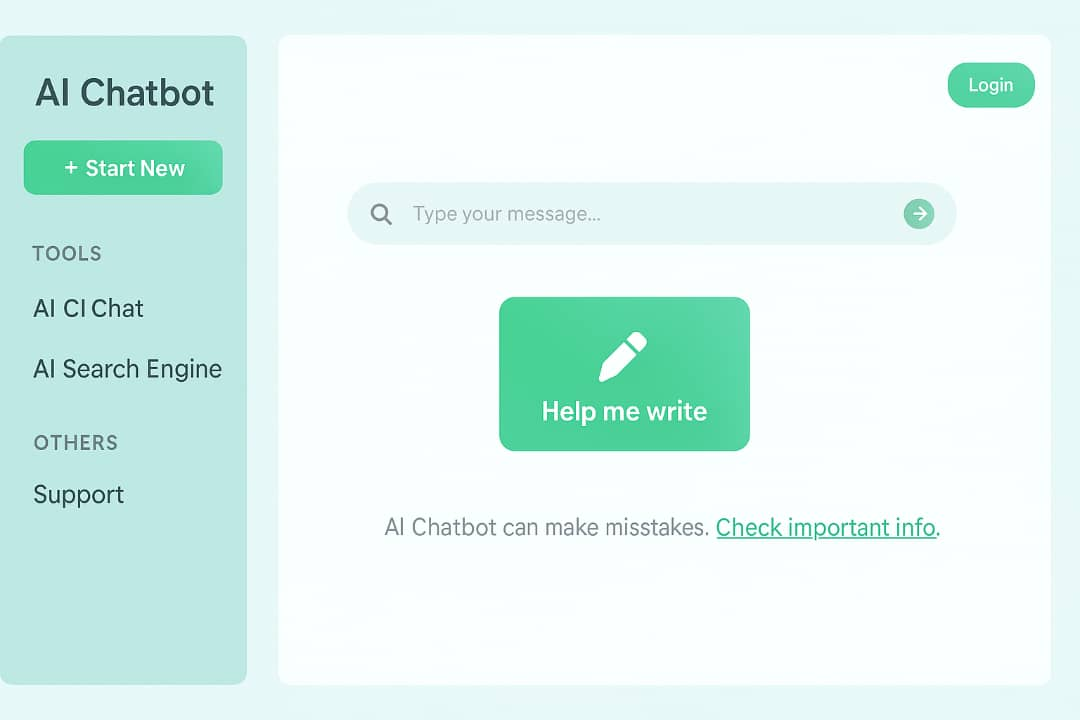 AI Chatbot
+ Start New
TOOLS
AI CI Chat
AI Search Engine
OTHERS
Support
Login
Type your message...
Help me write
AI Chatbot can make misstakes. Check important info.